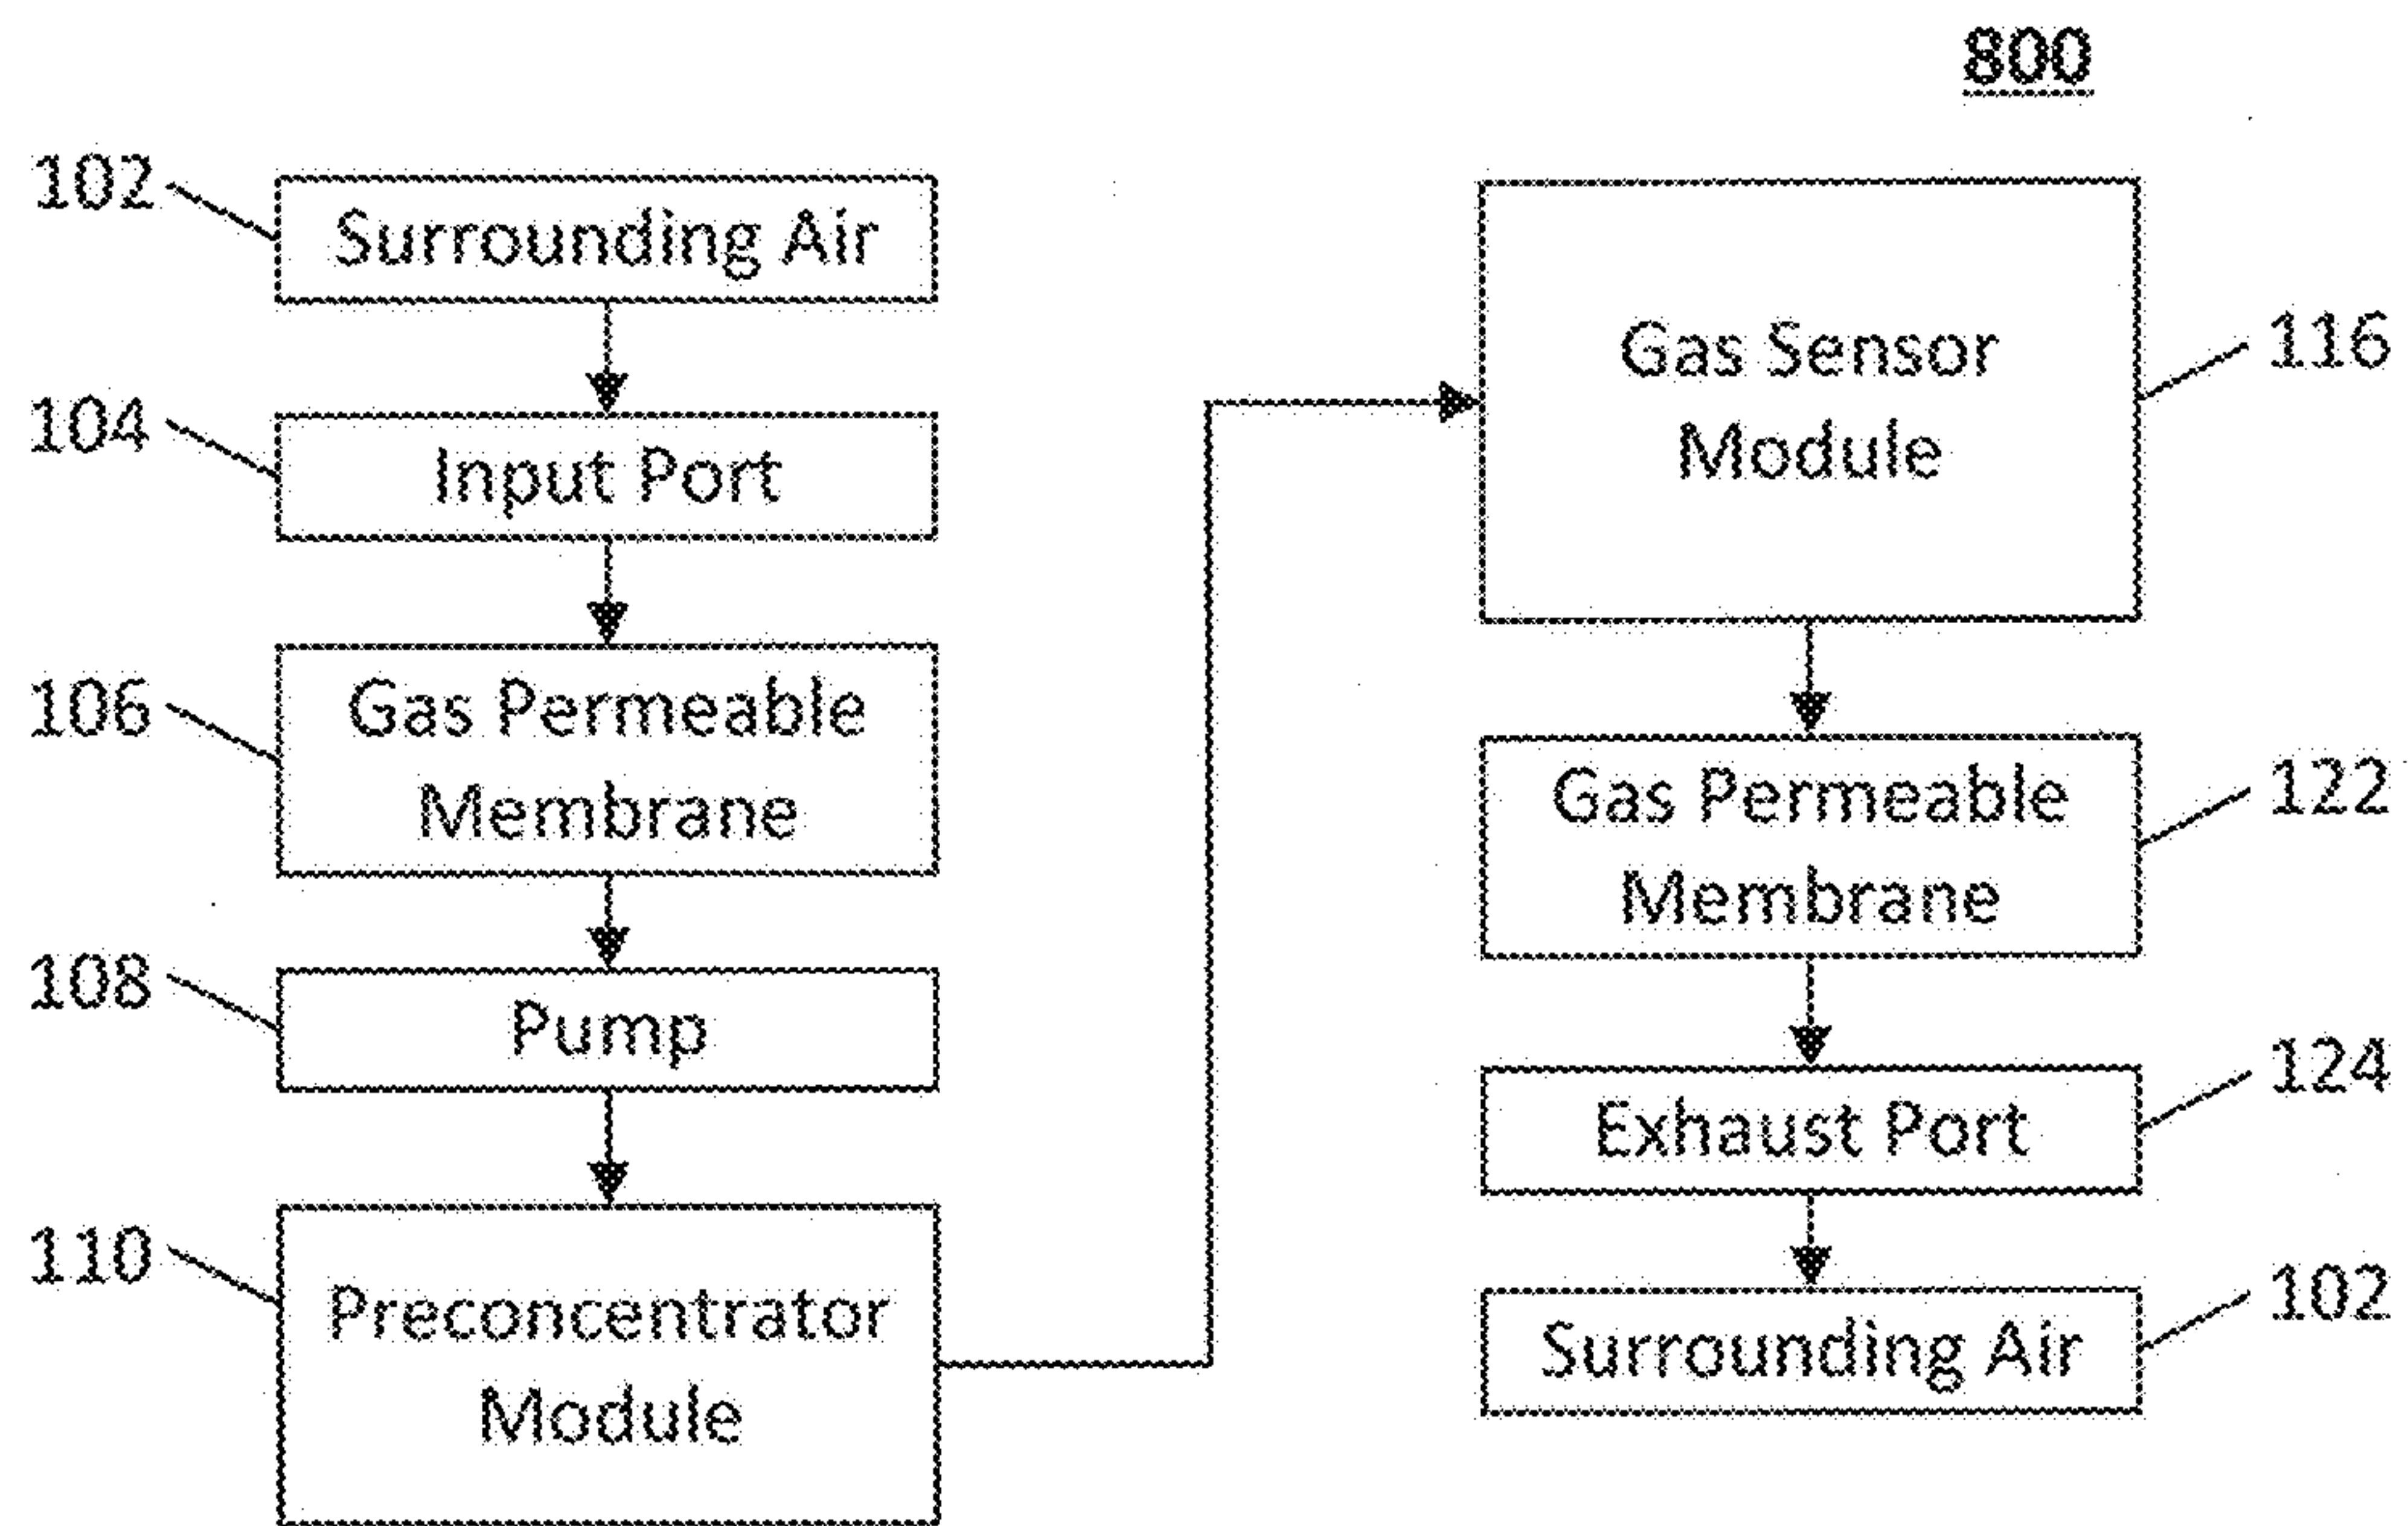 800
102
Surrounding Air
104
Input Port
106
Gas Permeable
Membrane
108
Pump
110
Preconcentrator
Module
Gas Sensor
Module
116
Gas Permeable
Membrane
122
Exhaust Port
124
Surrounding Air
102